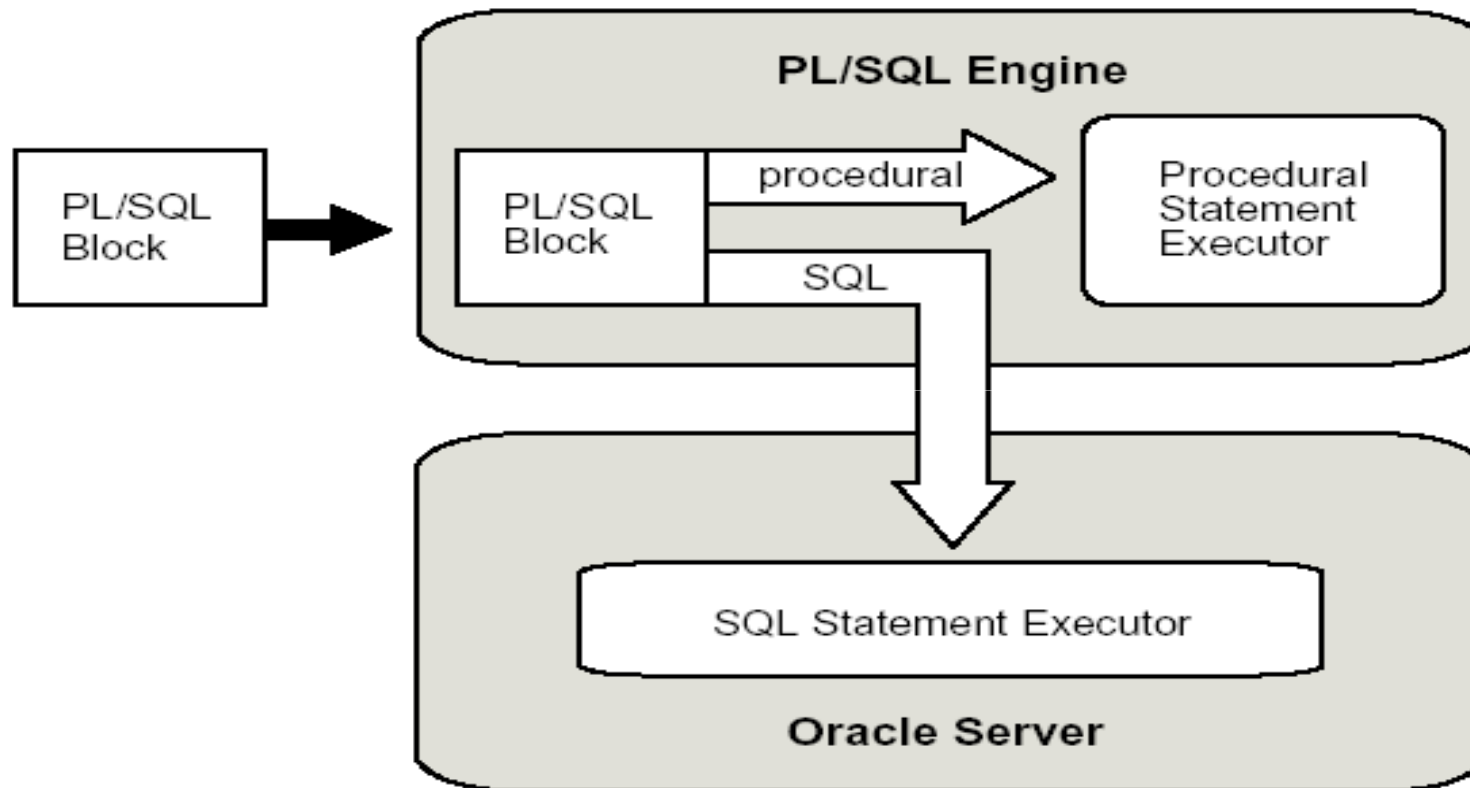 PL/SQL Engine
PL/SQL
Block
PL/SQL
Block
procedural
SQL
Procedural
Statement
Executor
SQL Statement Executor
Oracle Server